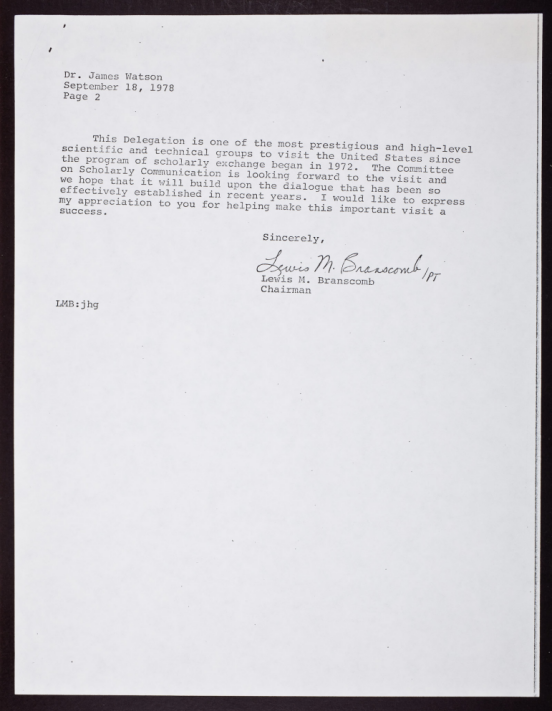 Dr. James Watson
September 18, 1978
Page 2
This Delegation is one of the most prestigious and high-level
scientific and technical groups to visit the United States since
the program of scholarly exchange began in 1972. The Committee
on Scholarly Communication is looking forward to the visit and
we hope that it will build upon the dialogue that has been so
effectively established in recent years. I would like to express
my appreciation to you for helping make this important visit a
success.
Sincerely,
Lewis M. Branscomb /PT
Lewis M. Branscomb
Chairman
LMB:jhg